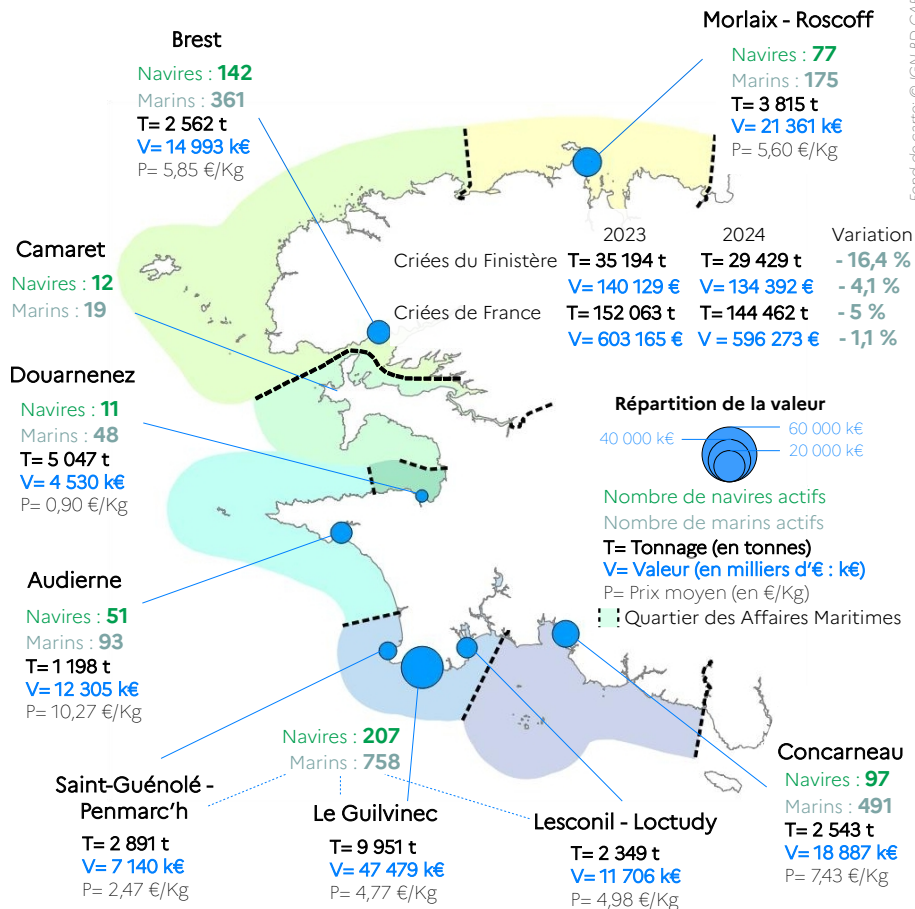 Morlaix - Roscoff
Navires : 77
Marins : 175
T= 3 815 t
V= 21 361 k€
P= 5,60 €/Kg
Brest
Navires : 142
Marins : 361
T= 2 562 t
V= 14 993 k€
P= 5,85 €/Kg
2023 2024 Variation
Criées du Finistère T= 35 194 t T= 29 429 t - 16,4 %
V= 140 129 € V= 134 392 € - 4,1 %
Criées de France T= 152 063 t T= 144 462 t - 5 %
V= 603 165 € V = 596 273 € - 1,1 %
Camaret
Navires : 12
Marins : 19
Douarnenez
Navires : 11
Marins : 48
T= 5 047 t
V= 4 530 k€
P= 0,90 €/Kg
Répartition de la valeur
60 000 k€
40 000 k€
20 000 k€
Nombre de navires actifs
Nombre de marins actifs
T= Tonnage (en tonnes)
V= Valeur (en milliers d'€ : k€)
P= Prix moyen (en €/Kg)
Quartier des Affaires Maritimes
Audierne
Navires : 51
Marins : 93
T= 1 198 t
V= 12 305 k€
P= 10,27 €/Kg
Navires : 207
Marins : 758
Saint-Guénolé -
Penmarc'h
T= 2 891 t
V= 7 140 k€
P= 2,47 €/Kg
Le Guilvinec
T= 9 951 t
V= 47 479 k€
P= 4,77 €/Kg
Lesconil - Loctudy
T= 2 349 t
V= 11 706 k€
P= 4,98 €/Kg
Concarneau
Navires : 97
Marins : 491
T= 2 543 t
V= 18 887 k€
P= 7,43 €/Kg
Fond de carte: © IGN BD